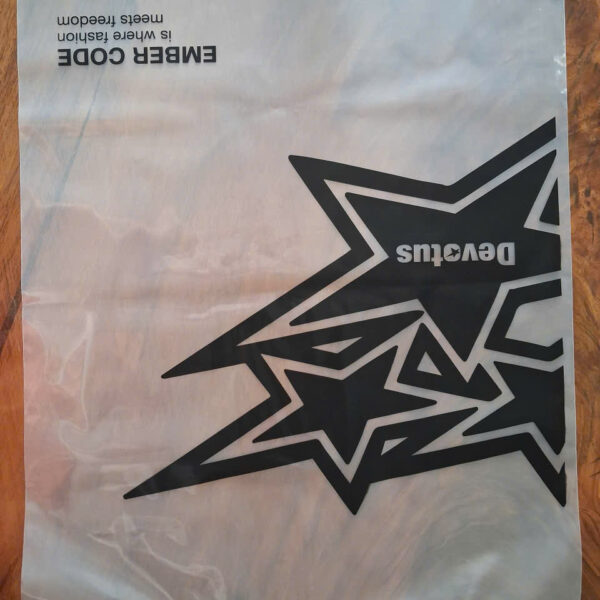 EMBER CODE
is where fashion
meets freedom
Devotus